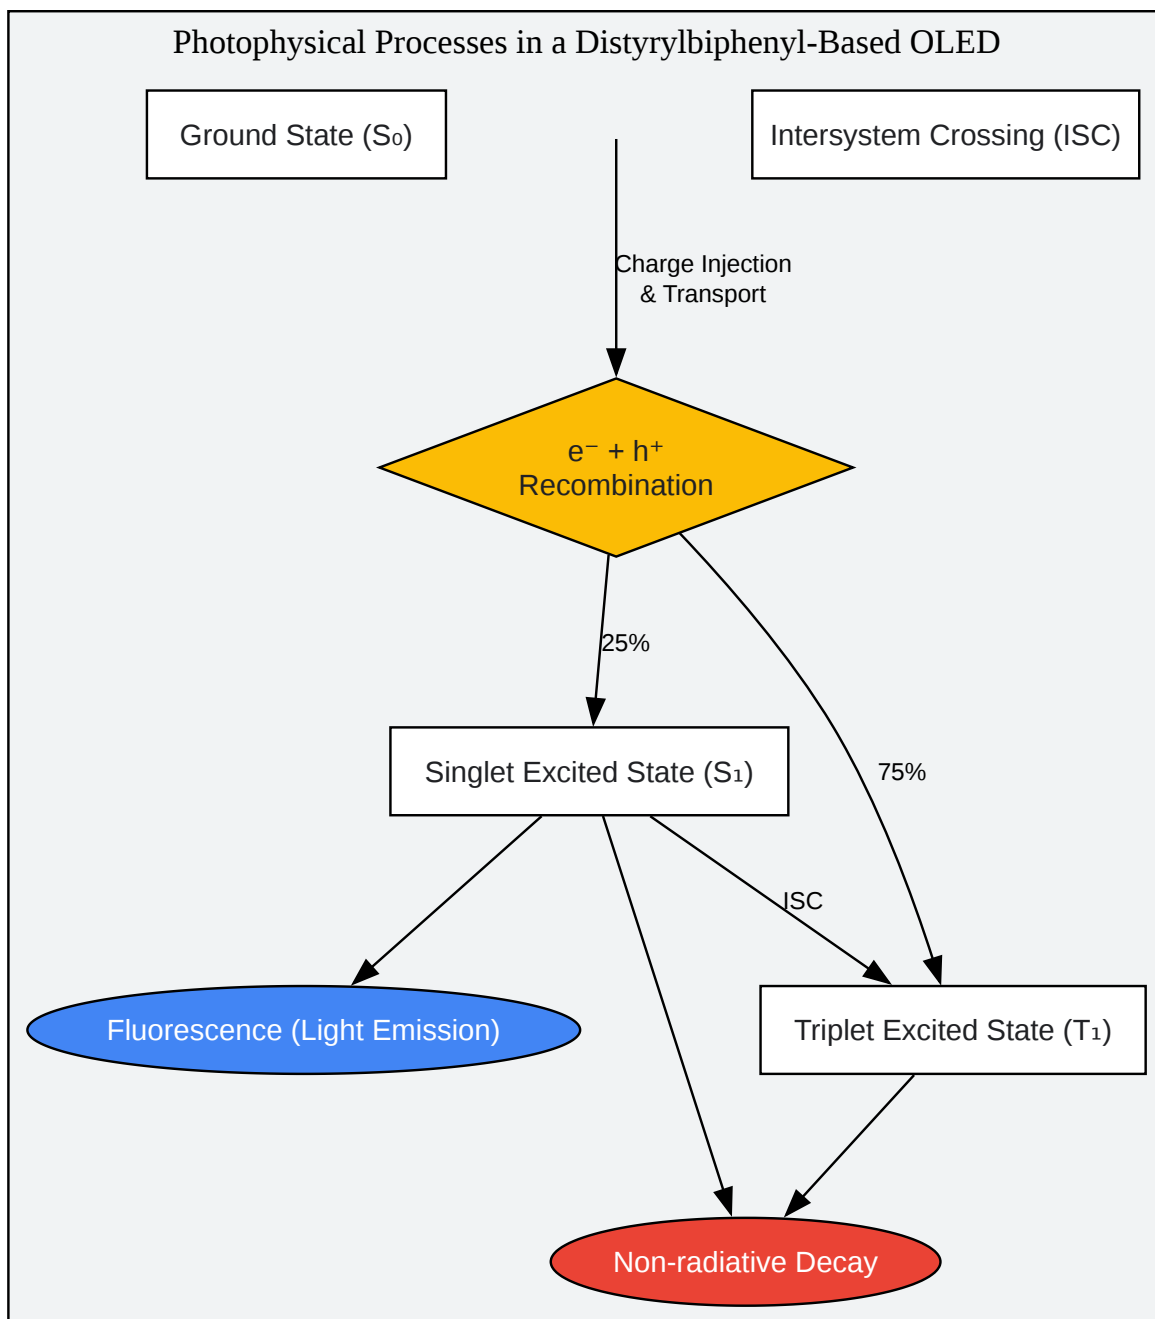 Photophysical Processes in a Distyrylbiphenyl-Based OLED
Ground State (S₀)
Intersystem Crossing (ISC)
Charge Injection
& Transport
e⁻ + h⁺
Recombination
25%
Singlet Excited State (S₁)
75%
ISC
Fluorescence (Light Emission)
Triplet Excited State (T₁)
Non-radiative Decay